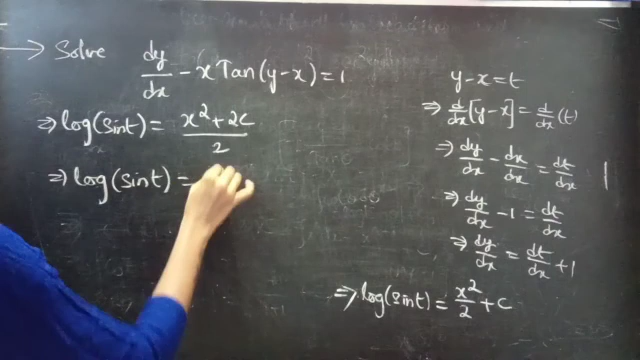 → Solve dy/dx - x Tan(y-x) = 1
⇒ log(sint) = (x² + 2c)/2
⇒ log(sint) =
y-x = t
⇒ d/dx [y-x] = d/dx (t)
⇒ dy/dx - dx/dx = dt/dx
⇒ dy/dx - 1 = dt/dx
⇒ dy/dx = dt/dx + 1
⇒ log(sint) = x²/2 + c